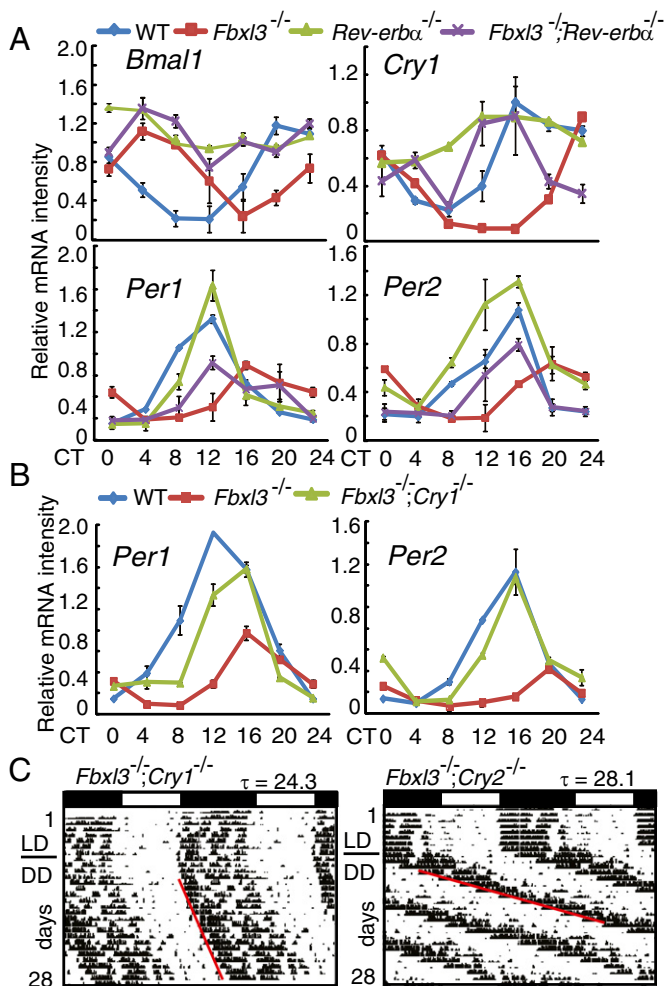 WT Fbxl3-/- Rev-erbα-/- Fbxl3-/-;Rev-erbα-/-
A
Bmal1
Cry1
2.0
1.6
1.2
0.8
0.4
0
1.2
0.8
0.4
0
Relative mRNA intensity
Per1
Per2
2.0
1.6
1.2
0.8
0.4
0
1.6
1.2
0.8
0.4
0
CT 0 4 8 12 16 20 24
0 4 8 12 16 20 24
B
WT Fbxl3-/- Fbxl3-/-;Cry1-/-
Per1
Per2
2.0
1.6
1.2
0.8
0.4
0
1.6
1.2
0.8
0.4
0
Relative mRNA intensity
CT 0 4 8 12 16 20 24
CT 0 4 8 12 16 20 24
C
Fbxl3-/-;Cry1-/- τ = 24.3
Fbxl3-/-;Cry2-/- τ = 28.1
1
LD
DD
days
28
1
LD
DD
days
28